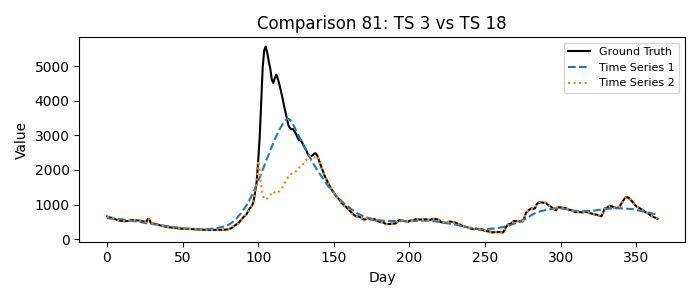 Comparison 81: TS 3 vs TS 18
Ground Truth
Time Series 1
Time Series 2
Value
5000
4000
3000
2000
1000
0
0 50 100 150 200 250 300 350
Day